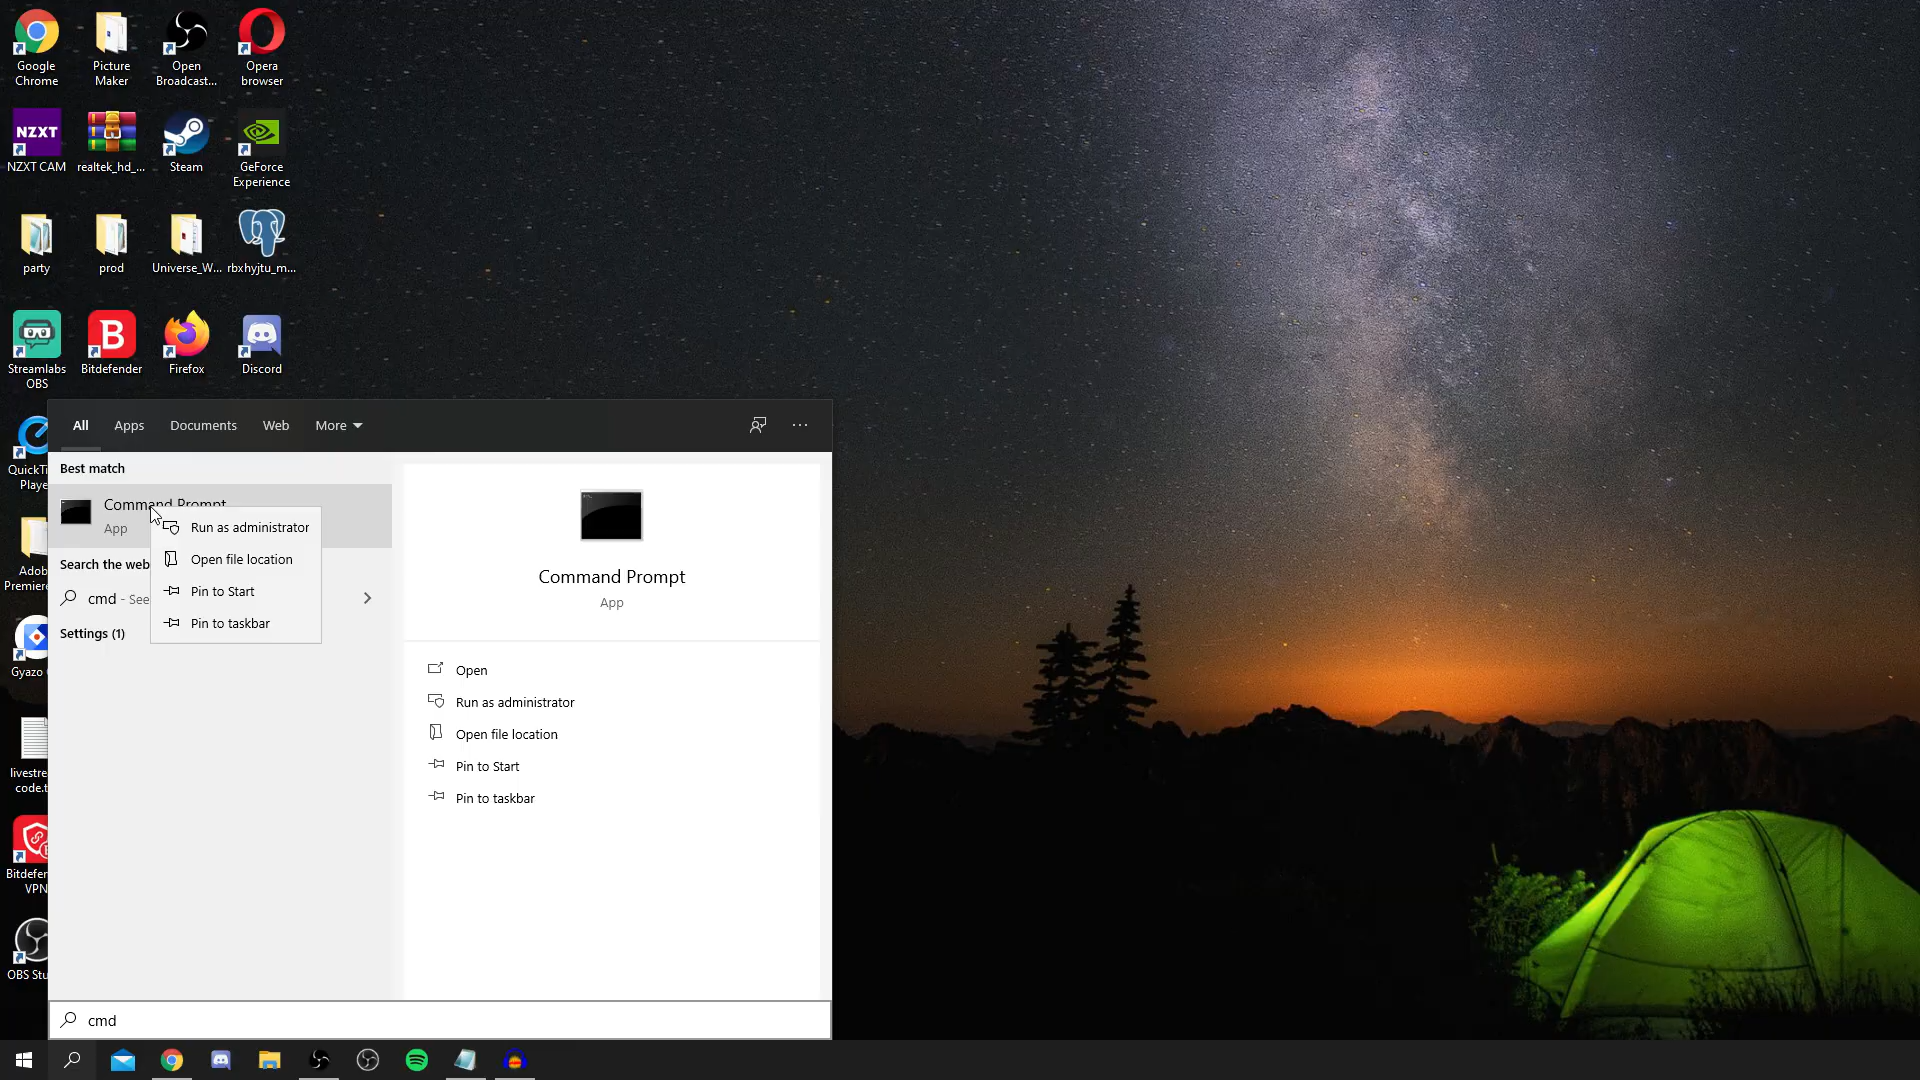 Google
Chrome
Picture
Maker
Open
Broadcast...
Opera
browser
NZXT
NZXT CAM
realtek_hd_...
Steam
GeForce
Experience
party
prod
Universe_W...
rbxhyjtu_m...
Streamlabs
OBS
B
Bitdefender
Firefox
Discord
QuickTi
Playe
Adob
Premiere
Gyazo
livestre
code.t
Bitdefen
VPN
OBS Stu
All
Apps
Documents
Web
More
Best match
Command Prompt
App
Run as administrator
Open file location
Pin to Start
Pin to taskbar
Search the web
cmd - See
Settings (1)
Command Prompt
App
Open
Run as administrator
Open file location
Pin to Start
Pin to taskbar
cmd